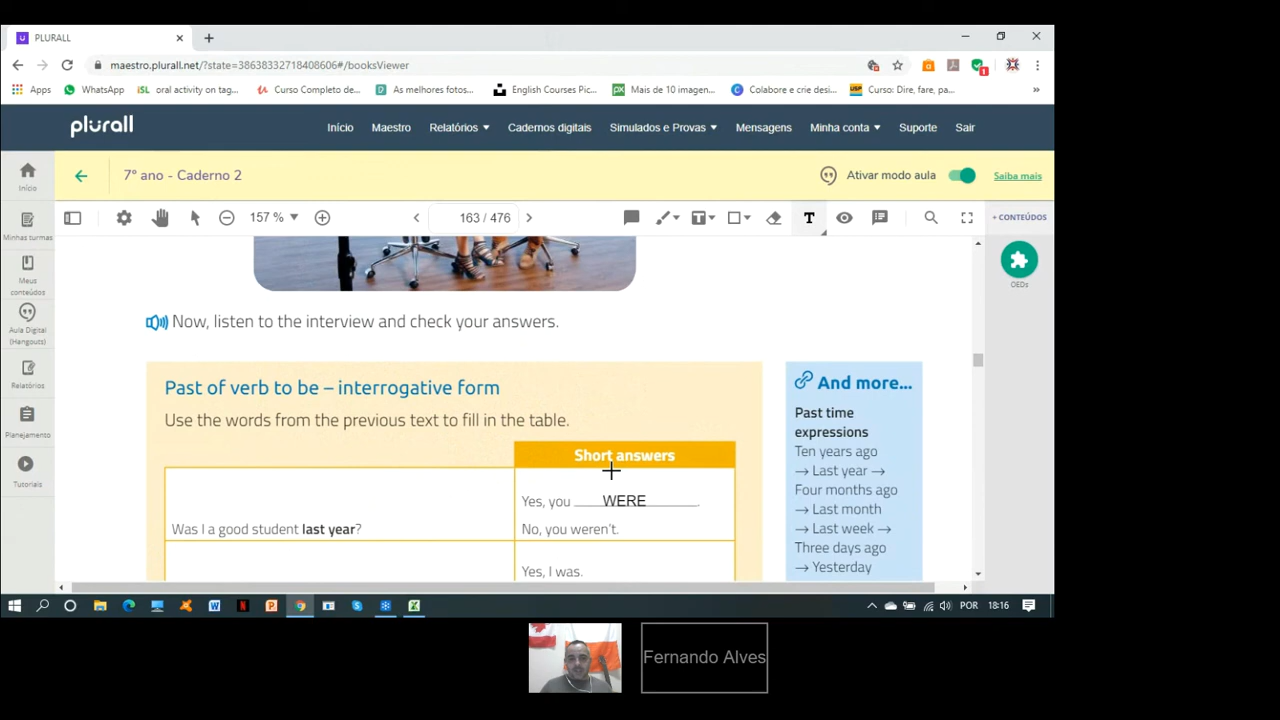 PLURALL
maestro.plurall.net/?state=38638332718408606#/booksViewer
Apps WhatsApp oral activity on tag... Curso Completo de... As melhores fotos... English Courses Pic... Mais de 10 imagen... Colabore e crie desi... Curso: Dire, fare, pa...
plurall Início Maestro Relatórios Cadernos digitais Simulados e Provas Mensagens Minha conta Suporte Sair
7º ano - Caderno 2 Ativar modo aula Saiba mais
157 % 163 / 476 T + CONTEÚDOS
Início
Minhas turmas
Meus conteúdos
Aula Digital (Hangouts)
Relatórios
Planejamento
Tutoriais
OEDs
Now, listen to the interview and check your answers.
Past of verb to be – interrogative form
Use the words from the previous text to fill in the table.
Short answers
Yes, you WERE.
Was I a good student last year?
No, you weren't.
Yes, I was.
And more...
Past time
expressions
Ten years ago
→ Last year →
Four months ago
→ Last month
→ Last week →
Three days ago
→ Yesterday
POR 18:16
Fernando Alves